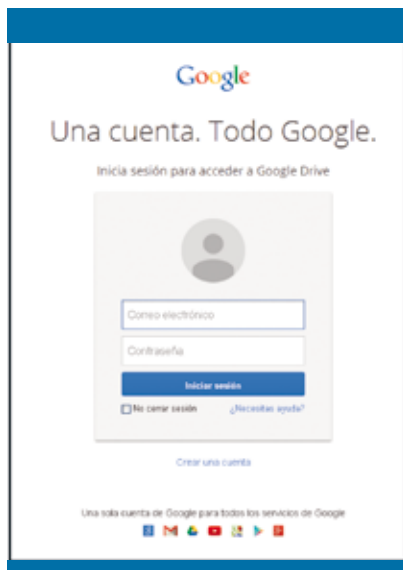 Google
Una cuenta. Todo Google.
Inicia sesión para acceder a Google Drive
Correo electrónico
Contraseña
Iniciar sesión
No cerrar sesión ¿Necesitas ayuda?
Crear una cuenta
Una sola cuenta de Google para todos los servicios de Google